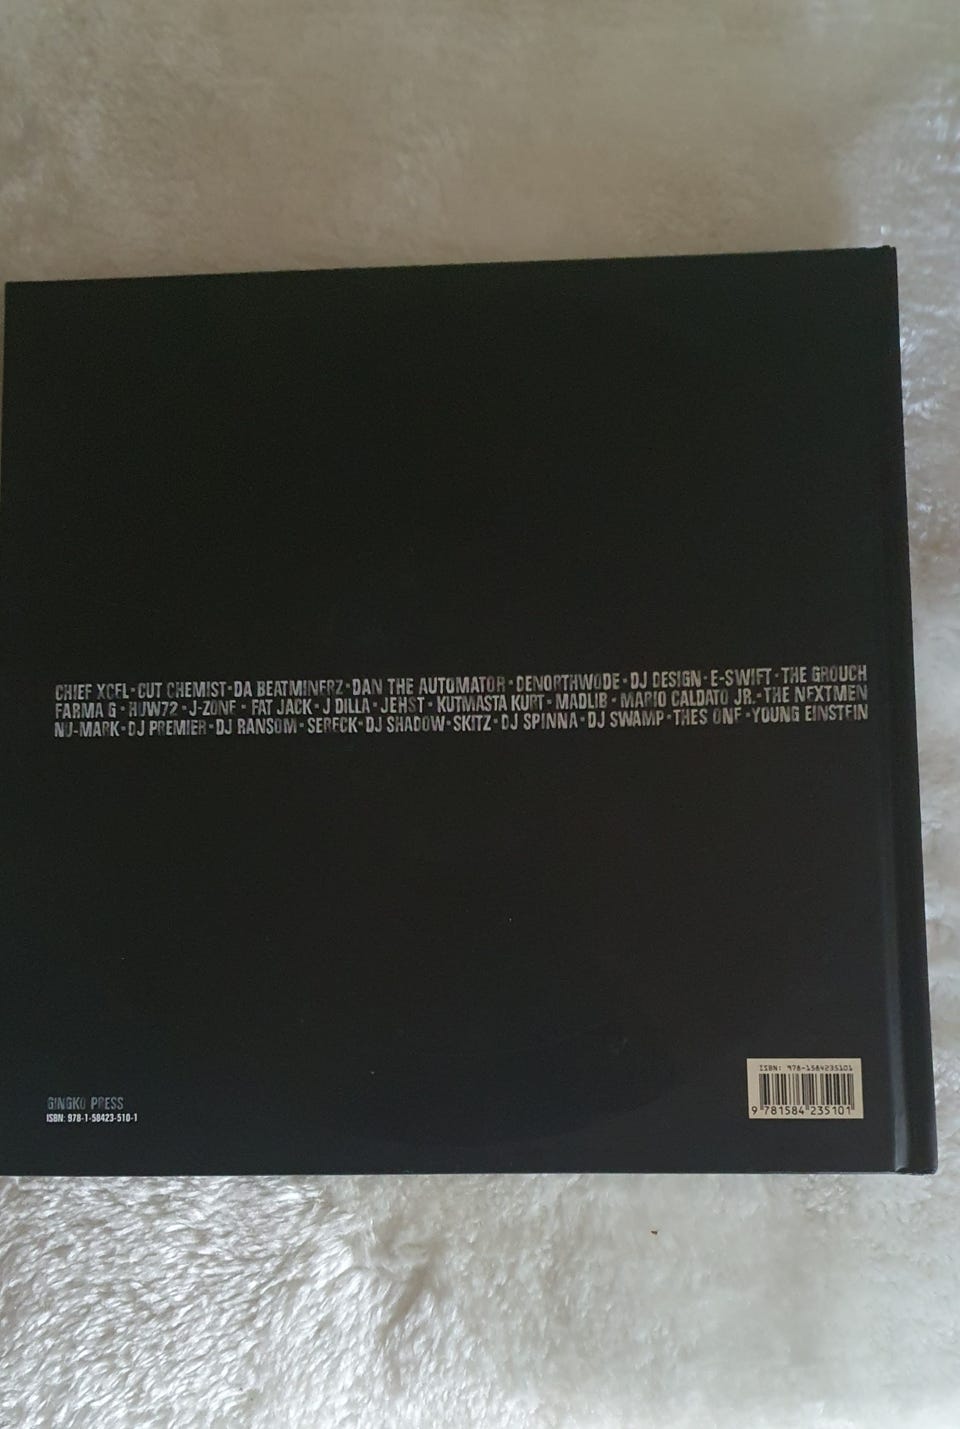 CHIEF XCEL • CUT CHEMIST • DA BEATMINERZ • DAN THE AUTOMATOR • DENORTHWODE • DJ DESIGN • E-SWIFT • THE GROUCH
FARMA G • HUW72 • J-ZONE • FAT JACK • J DILLA • JEHST • KUTMASTA KURT • MADLIB • MARIO CALDATO JR. • THE NEXTMEN
NU-MARK • DJ PREMIER • DJ RANSOM • SERECK • DJ SHADOW • SKITZ • DJ SPINNA • DJ SWAMP • THES ONE • YOUNG EINSTEIN
ISBN: 978-1584235101
9 781584 235101
GINGKO PRESS
ISBN: 978-1-58423-510-1